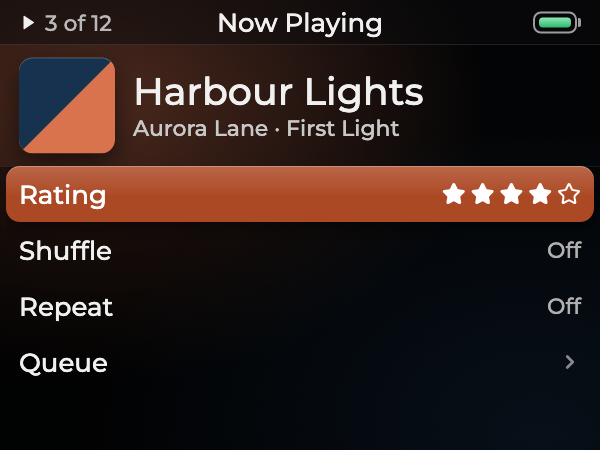 3 of 12
Now Playing
Harbour Lights
Aurora Lane · First Light
Rating
Shuffle Off
Repeat Off
Queue